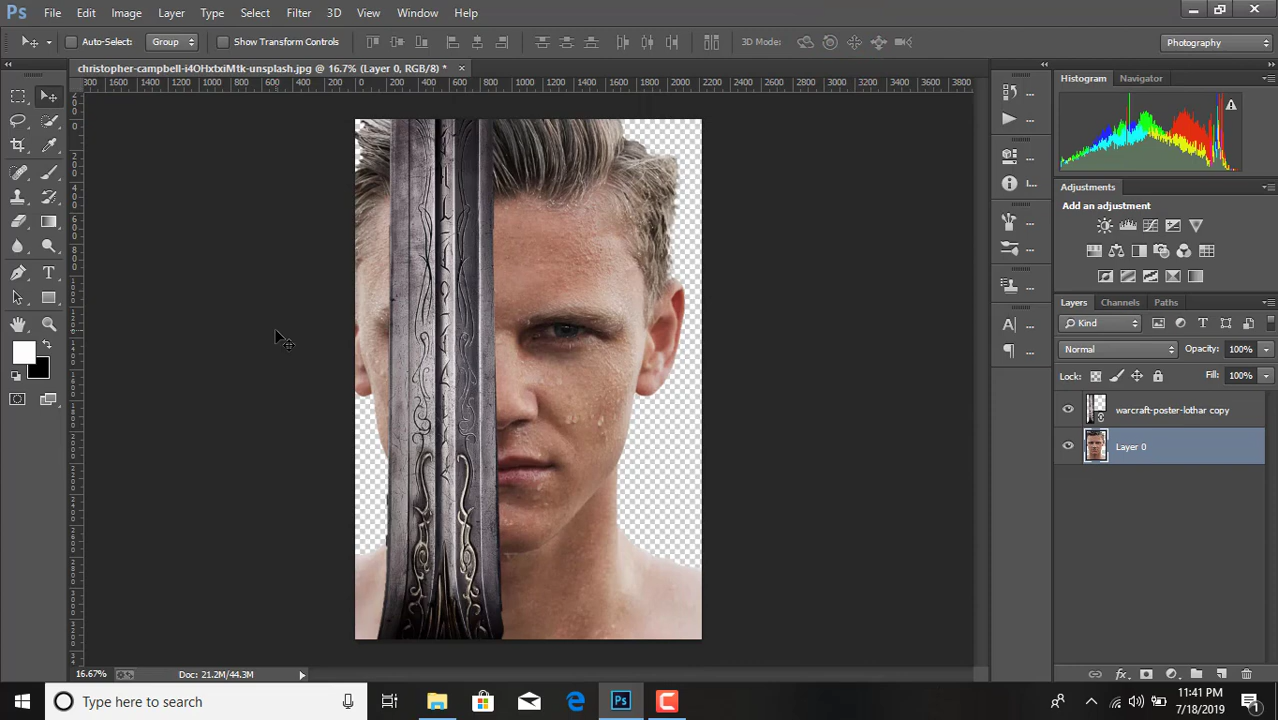 Ps File Edit Image Layer Type Select Filter 3D View Window Help
Auto-Select: Group Show Transform Controls 3D Mode: Photography
christopher-campbell-i4OHxtxiMtk-unsplash.jpg @ 16.7% (Layer 0, RGB/8) * ×
Histogram Navigator
Adjustments
Add an adjustment
Layers Channels Paths
Kind
Normal Opacity: 100%
Lock: Fill: 100%
warcraft-poster-lothar copy
Layer 0
16.67% Doc: 21.2M/44.3M
Type here to search
Ps
1:41 PM
7/18/2019